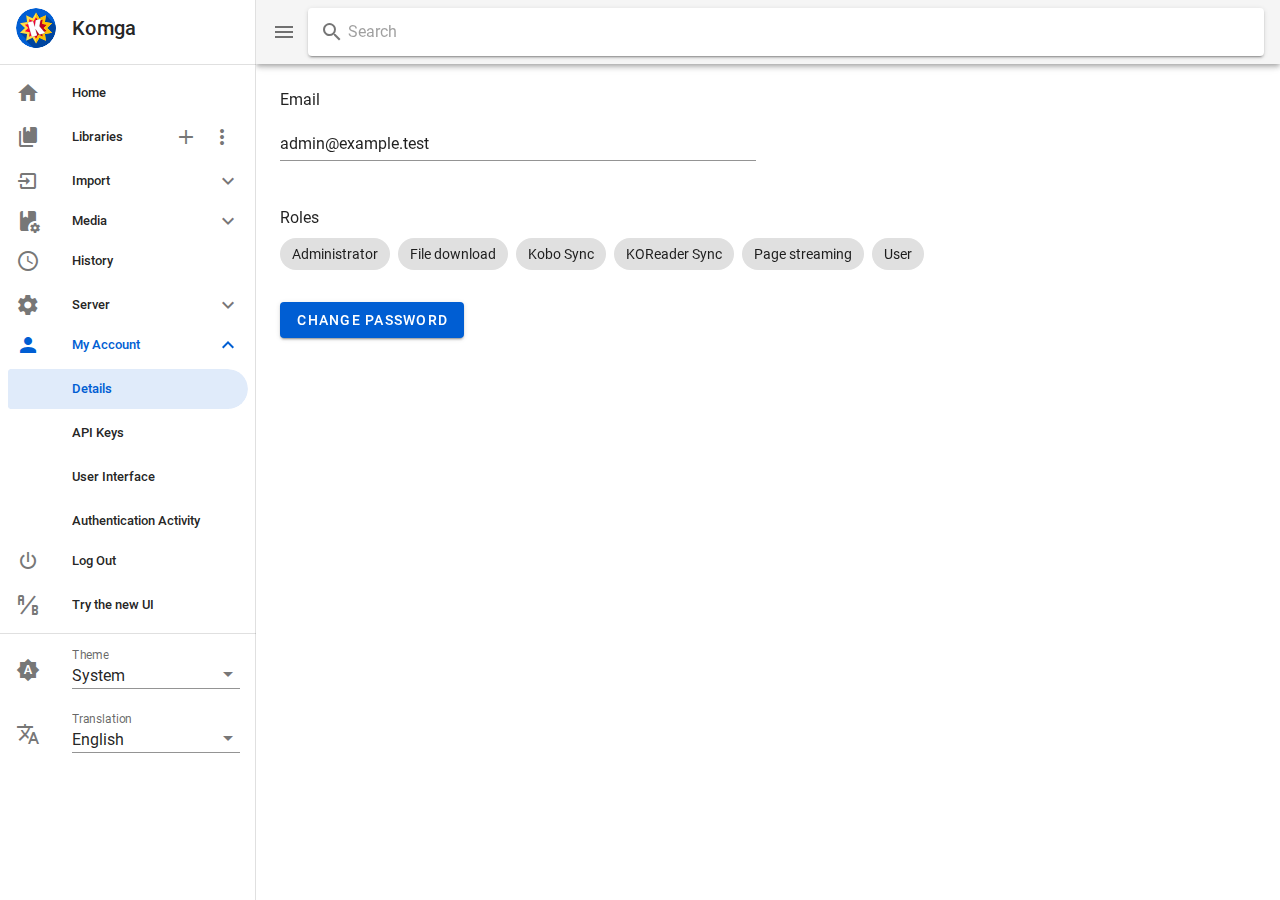 Komga
Search
Home
Libraries
Import
Media
History
Server
My Account
Details
API Keys
User Interface
Authentication Activity
Log Out
Try the new UI
Theme
System
Translation
English
Email
admin@example.test
Roles
Administrator File download Kobo Sync KOReader Sync Page streaming User
CHANGE PASSWORD